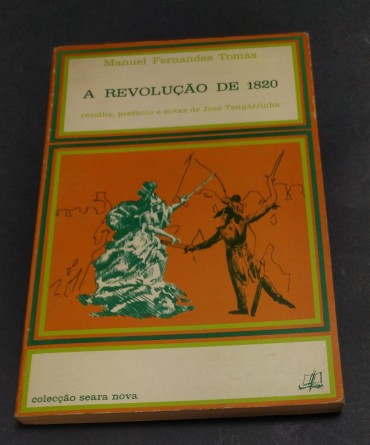 Manuel Fernandes Tomás
A REVOLUÇÃO DE 1820
recolha, prefácio e notas de José Tengarrinha
colecção seara nova